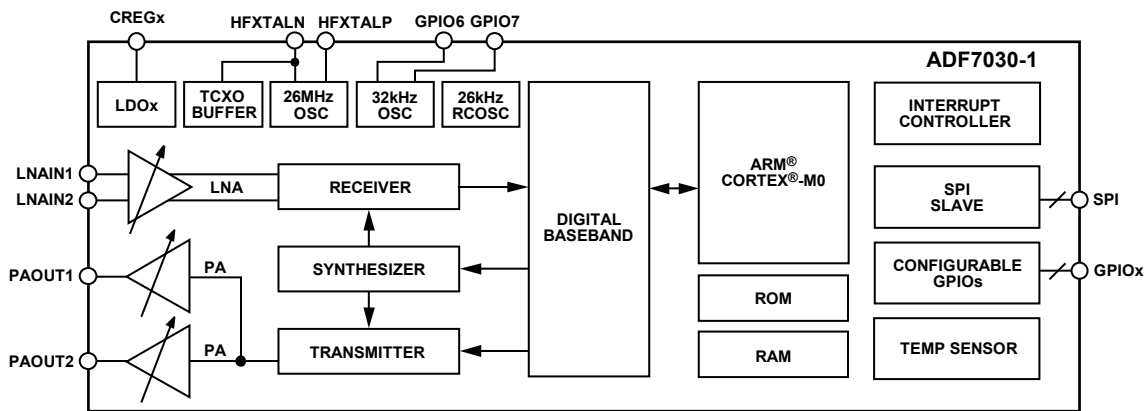 CREGx
HFXTALN
HFXTALP
GPIO6
GPIO7
ADF7030-1
LDOx
TCXO
BUFFER
26MHz
OSC
32kHz
OSC
26kHz
RCOSC
INTERRUPT
CONTROLLER
LNAIN1
LNAIN2
LNA
RECEIVER
DIGITAL
BASEBAND
ARM®
CORTEX®-M0
SPI
SLAVE
SPI
PAOUT1
PA
SYNTHESIZER
CONFIGURABLE
GPIOs
GPIOx
ROM
PAOUT2
PA
TRANSMITTER
RAM
TEMP SENSOR